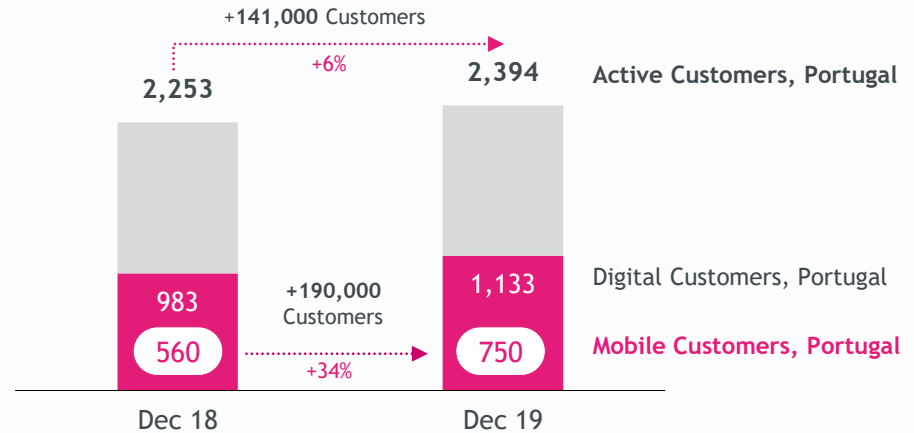 +141,000 Customers
+6%
2,253
2,394
Active Customers, Portugal
983
1,133
Digital Customers, Portugal
+190,000
Customers
560
750
Mobile Customers, Portugal
+34%
Dec 18
Dec 19